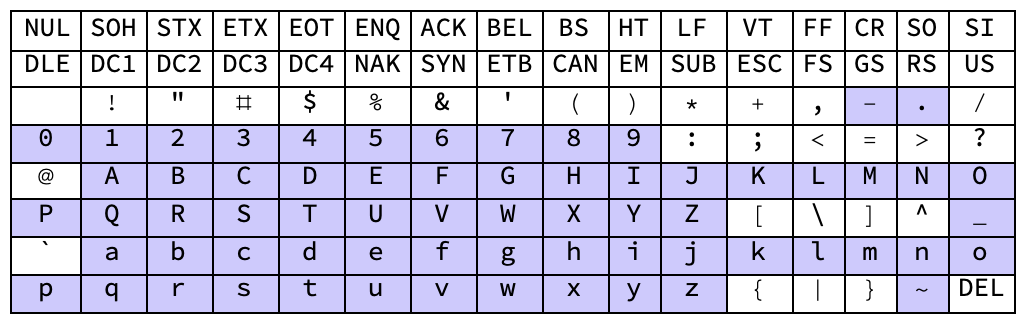 NUL SOH STX ETX EOT ENQ ACK BEL BS HT LF VT FF CR SO SI
DLE DC1 DC2 DC3 DC4 NAK SYN ETB CAN EM SUB ESC FS GS RS US
! " # $ % & ' ( ) * + , - . /
0 1 2 3 4 5 6 7 8 9 : ; < = > ?
@ A B C D E F G H I J K L M N O
P Q R S T U V W X Y Z [ \ ] ^ _
` a b c d e f g h i j k l m n o
p q r s t u v w x y z { | } ~ DEL